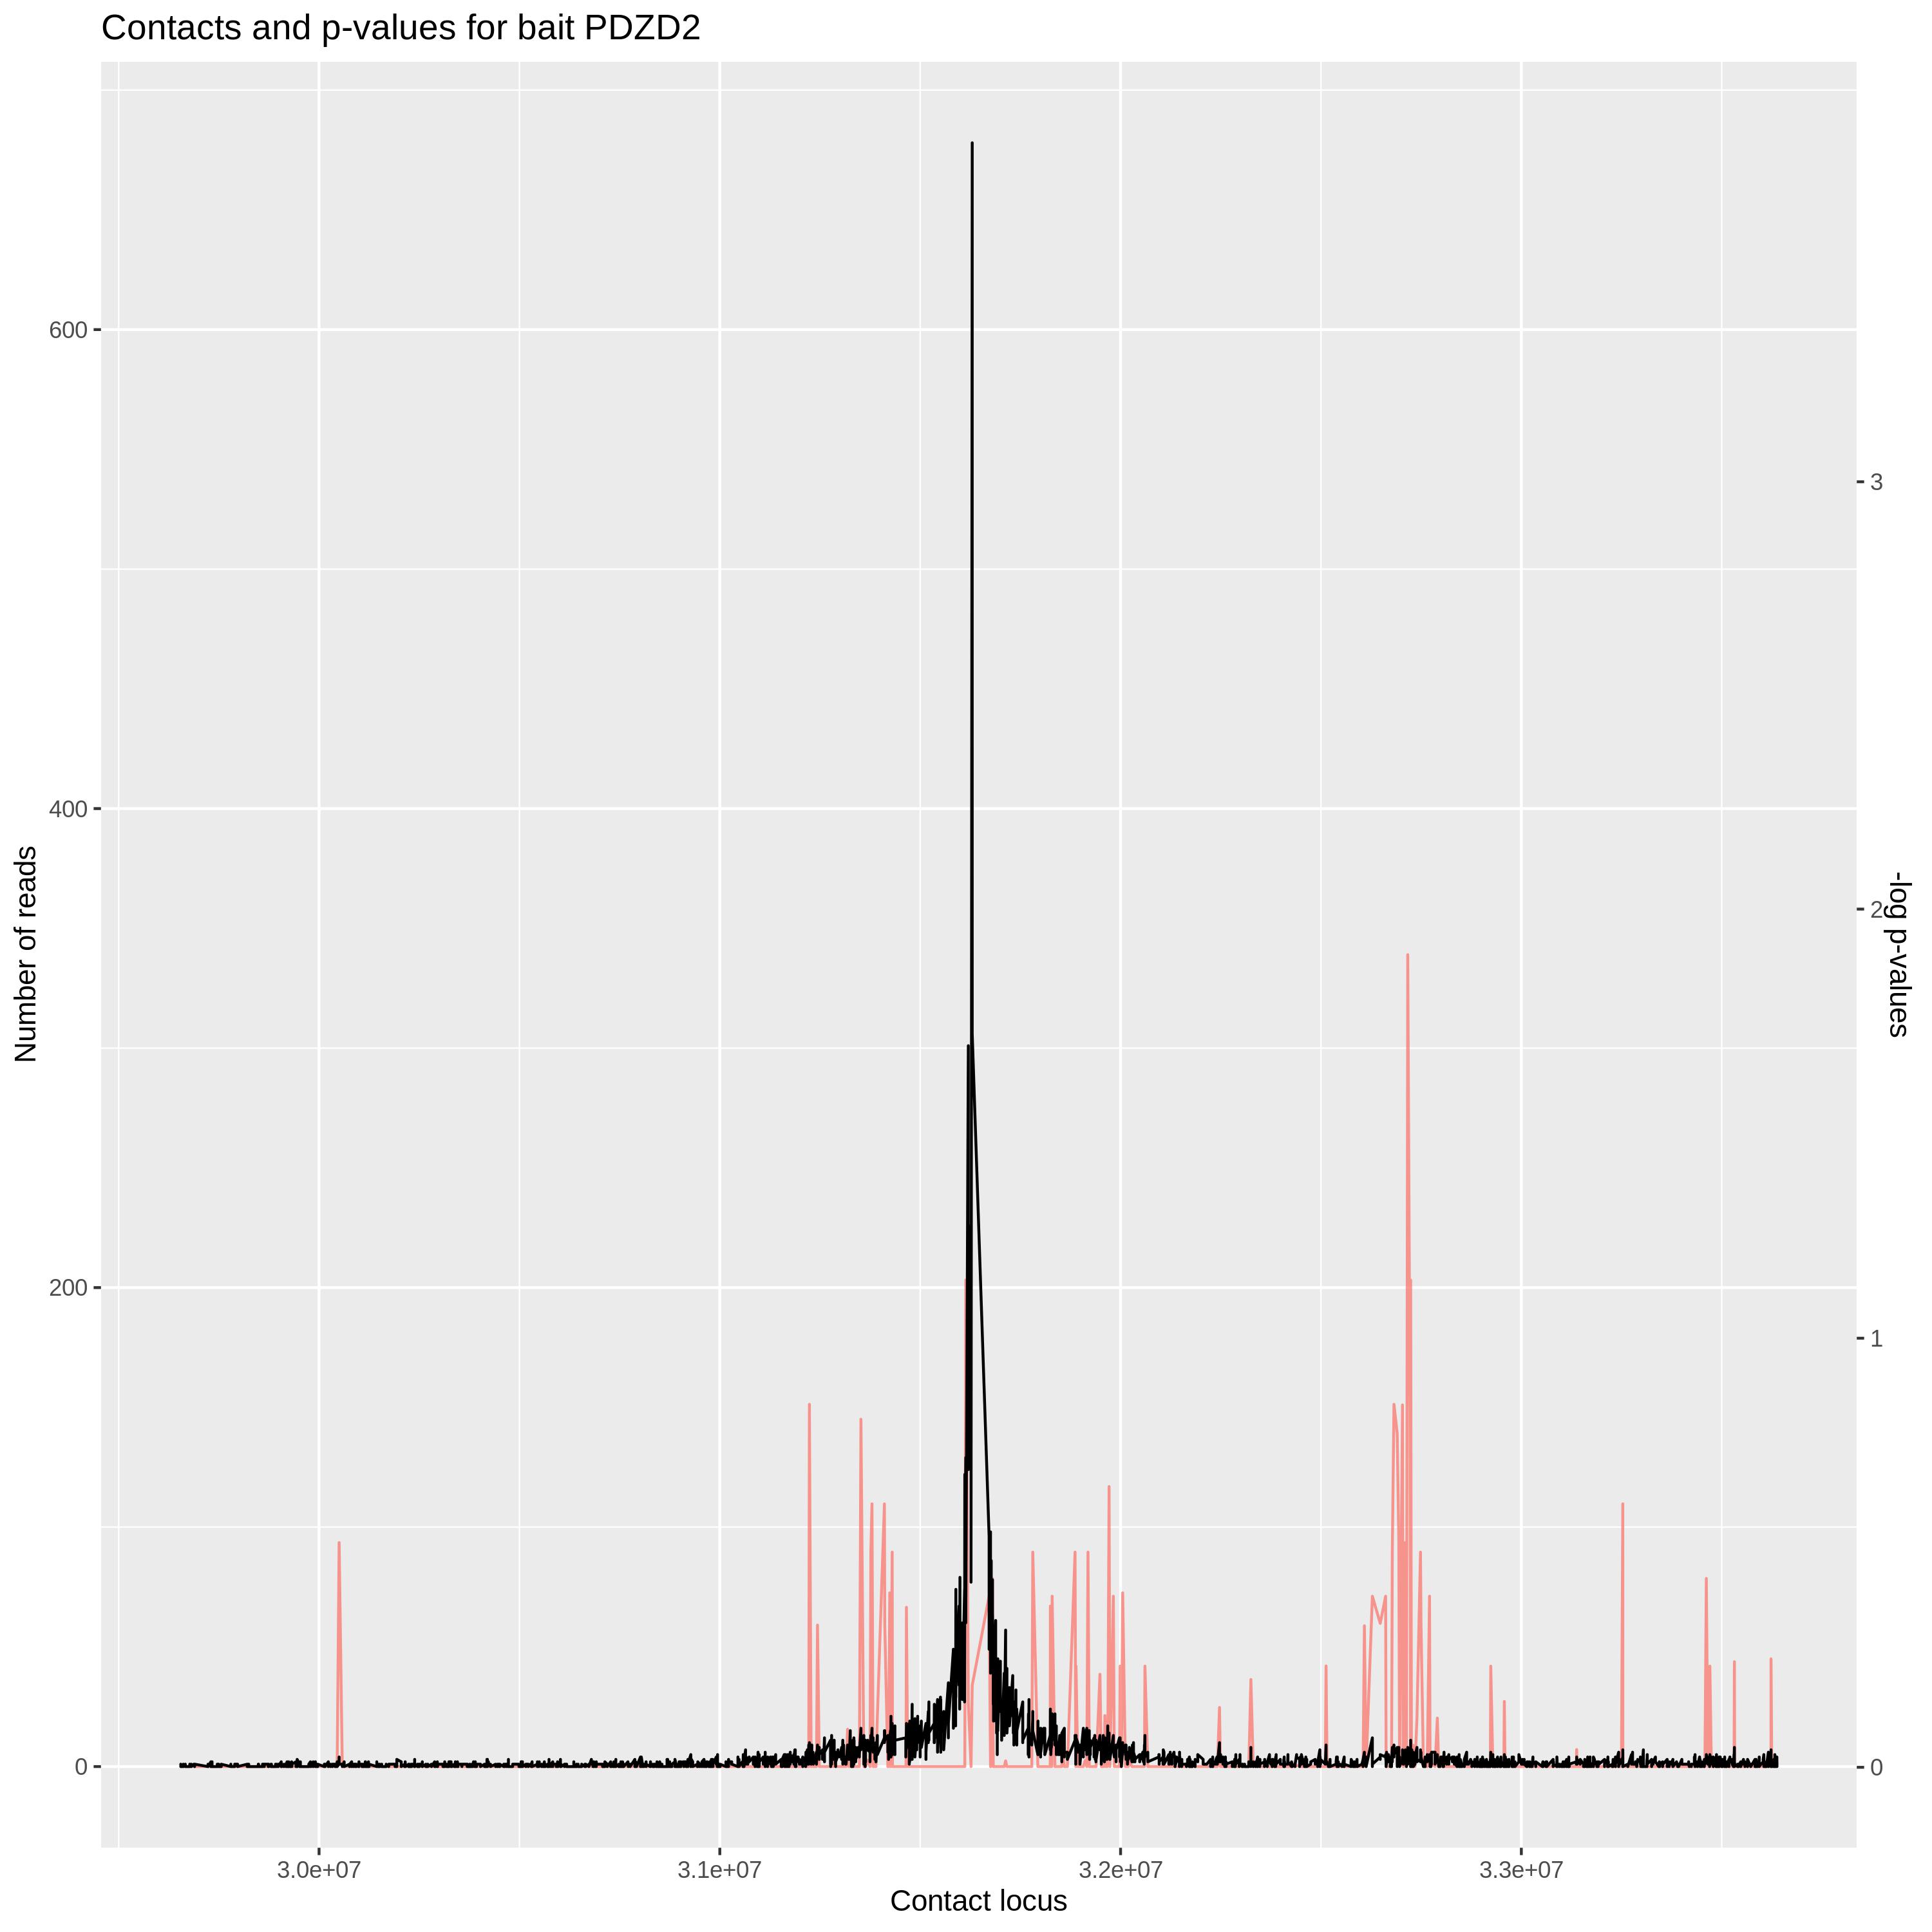 Contacts and p-values for bait PDZD2
Number of reads
600
400
200
0
3
2
1
0
-log p-values
3.0e+07
3.1e+07
3.2e+07
3.3e+07
Contact locus